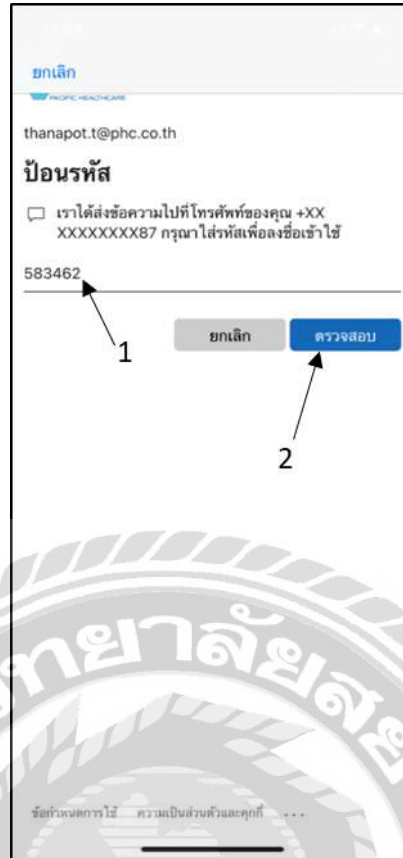 ยกเลิก
PACIFIC HEALTHCARE
thanapot.t@phc.co.th
ป้อนรหัส
เราได้ส่งข้อความไปที่โทรศัพท์ของคุณ +XX
XXXXXXXX87 กรุณาใส่รหัสเพื่อลงชื่อเข้าใช้
583462
1
ยกเลิก
ตรวจสอบ
2
ข้อกำหนดการใช้ ความเป็นส่วนตัวและคุกกี้ ...